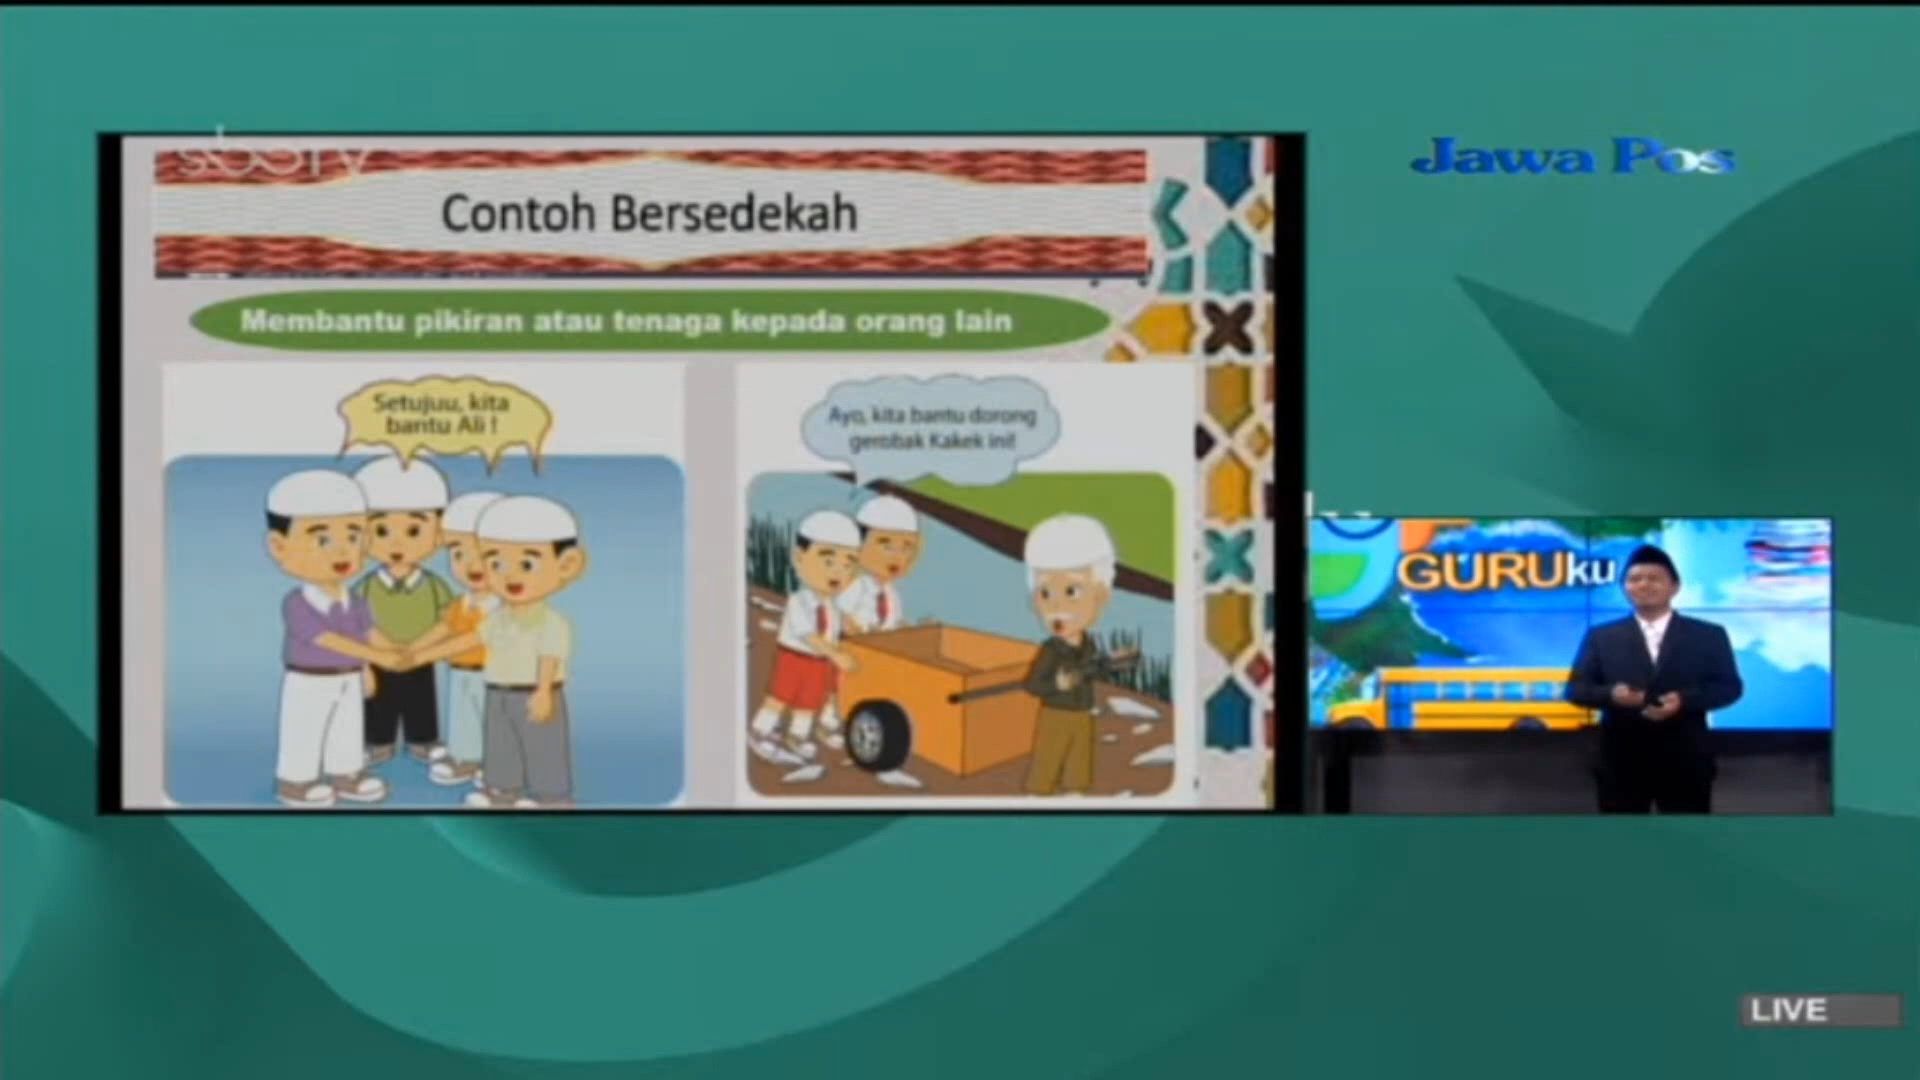 sboTV
Jawa Pos
Contoh Bersedekah
Membantu pikiran atau tenaga kepada orang lain
Setujuu, kita
bantu Ali !
Ayo, kita bantu dorong
gerobak Kakek ini!
GURUku
LIVE